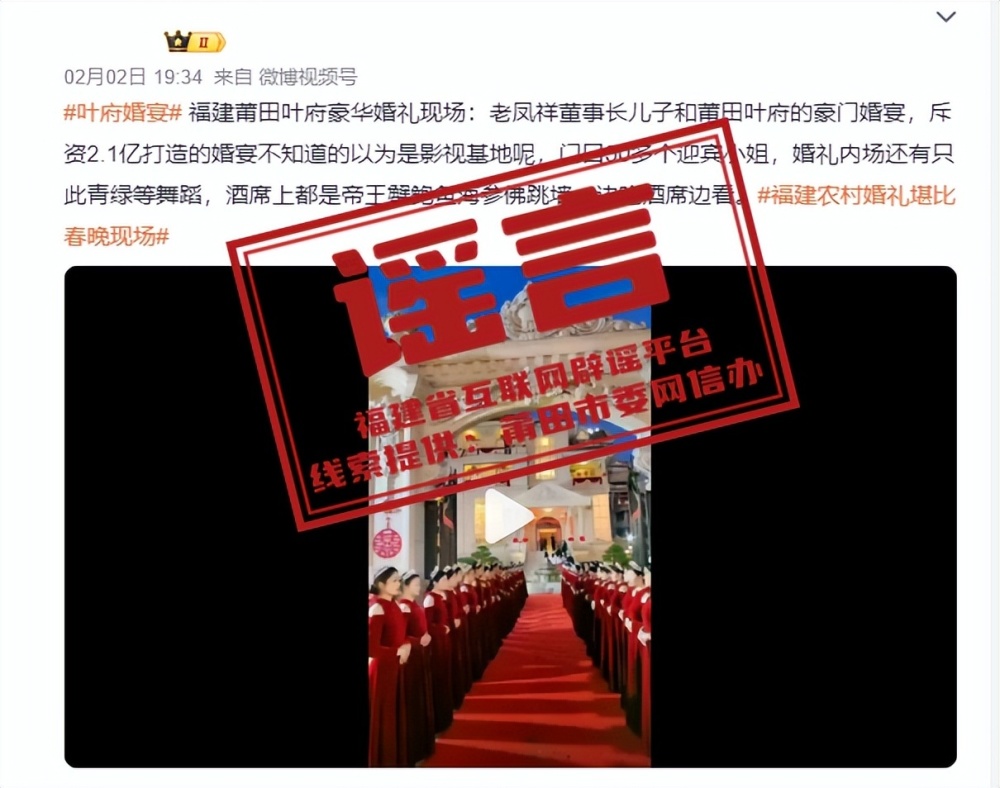 II
02月02日 19:34 来自 微博视频号
#叶府婚宴# 福建莆田叶府豪华婚礼现场：老凤祥董事长儿子和莆田叶府的豪门婚宴，斥
资2.1亿打造的婚宴不知道的以为是影视基地呢，门口 多个迎宾小姐，婚礼内场还有只
此青绿等舞蹈，酒席上都是帝王蟹鲍鱼海参佛跳墙 酒席边看。#福建农村婚礼堪比
春晚现场#
谣言
福建省互联网辟谣平台
线索提供：莆田市委网信办
囍